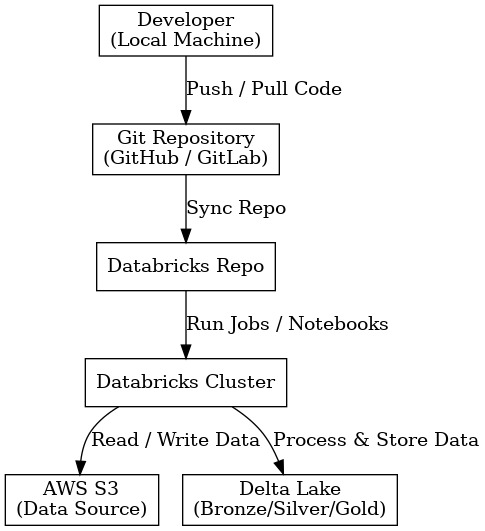 Developer
(Local Machine)
Push / Pull Code
Git Repository
(GitHub / GitLab)
Sync Repo
Databricks Repo
Run Jobs / Notebooks
Databricks Cluster
Read / Write Data
Process & Store Data
AWS S3
(Data Source)
Delta Lake
(Bronze/Silver/Gold)